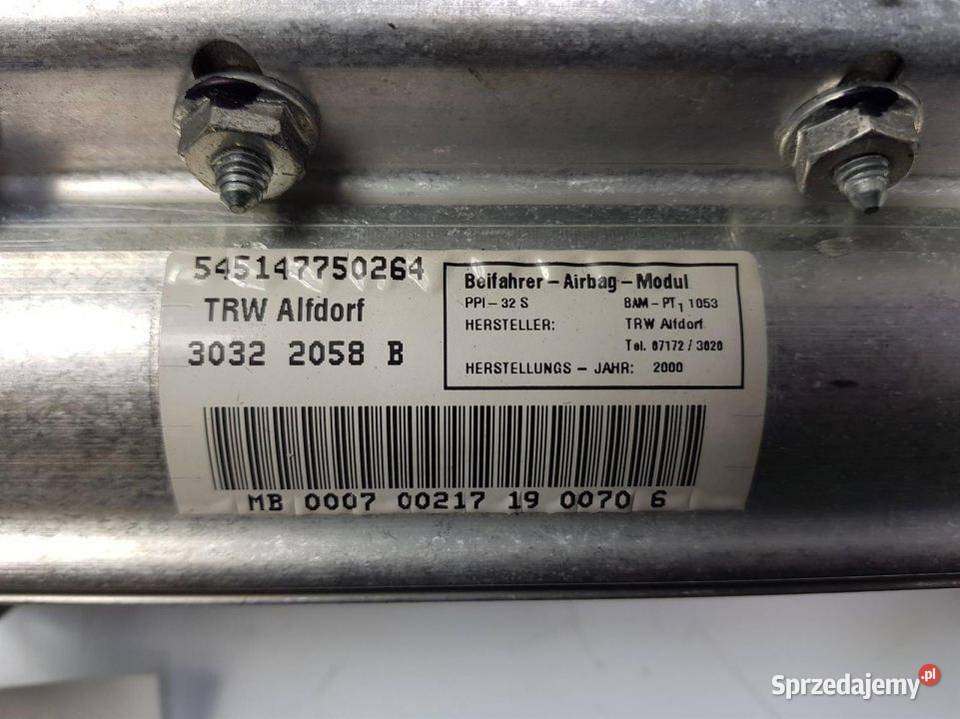 545147750264
TRW Alfdorf
3032 2058 B
Beifahrer-Airbag-Modul
PPI-32 S BAM-PT₁ 1053
HERSTELLER: TRW Alfdorf
Tel. 07172/3020
HERSTELLUNGS-JAHR: 2000
MB 0007 00217 19 0070 6
Sprzedajemy.pl